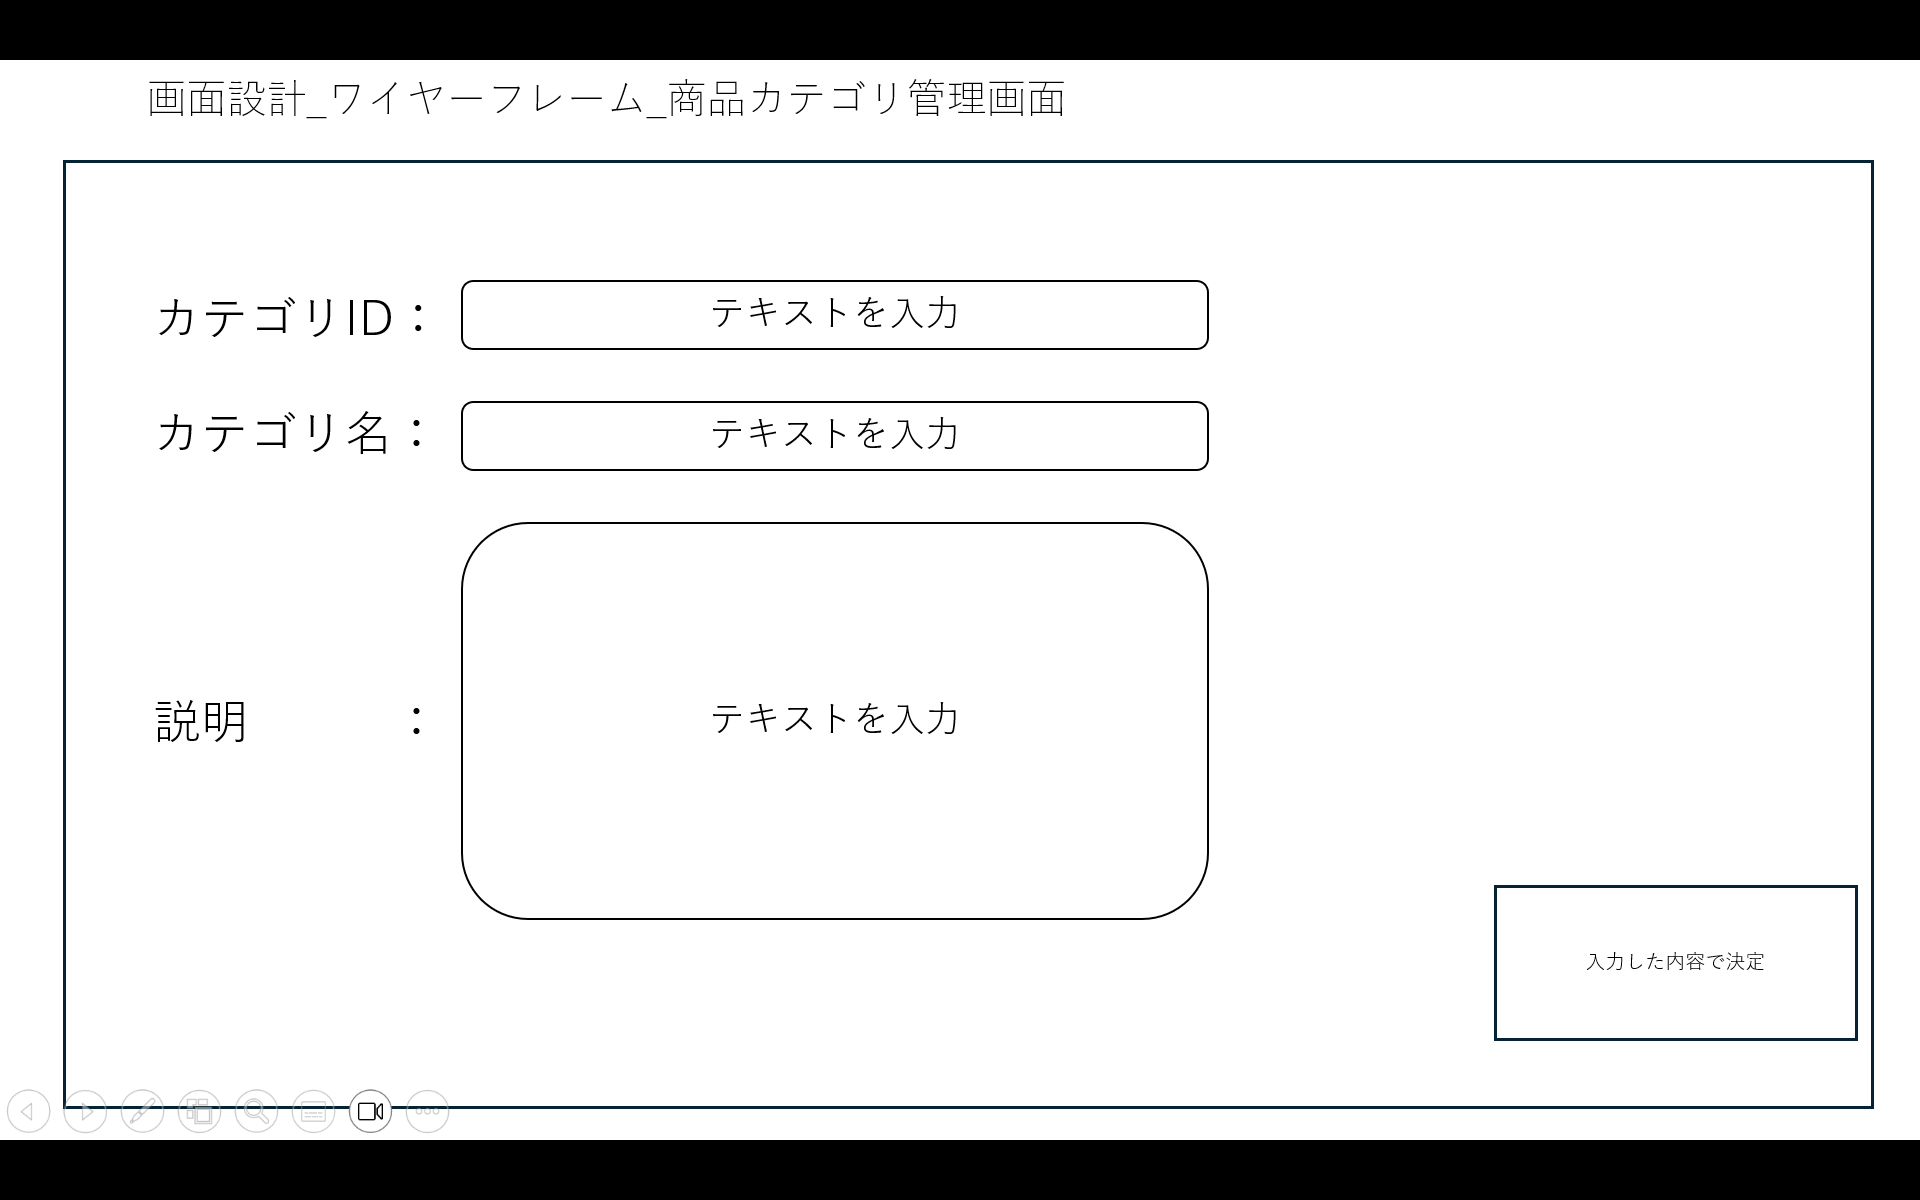 画面設計_ワイヤーフレーム_商品カテゴリ管理画面
カテゴリID： テキストを入力
カテゴリ名： テキストを入力
説明　　　： テキストを入力
入力した内容で決定